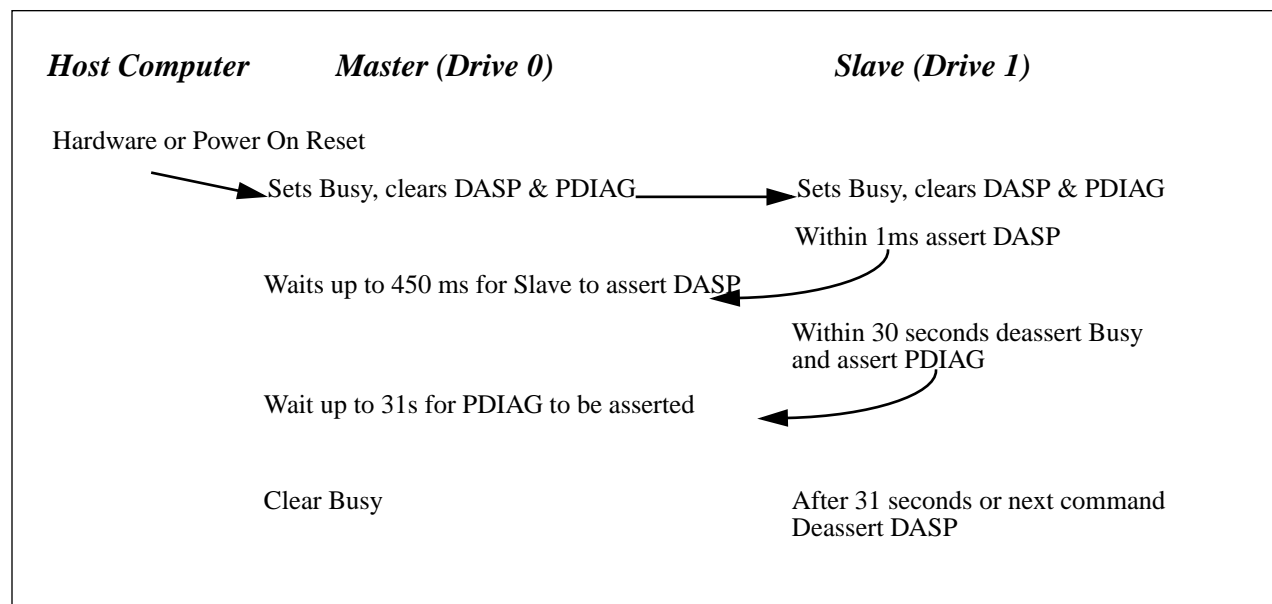 Host Computer Master (Drive 0) Slave (Drive 1)
Hardware or Power On Reset
Sets Busy, clears DASP & PDIAG Sets Busy, clears DASP & PDIAG
Within 1ms assert DASP
Waits up to 450 ms for Slave to assert DASP
Within 30 seconds deassert Busy
and assert PDIAG
Wait up to 31s for PDIAG to be asserted
Clear Busy After 31 seconds or next command
Deassert DASP